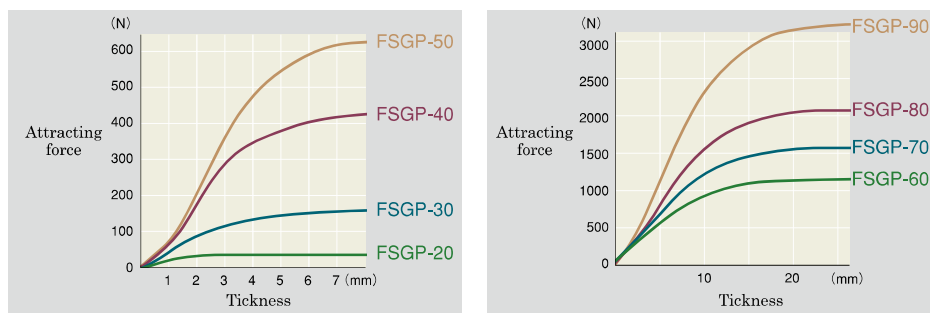 (N)
600
500
400
300
200
100
0
Attracting
force
1 2 3 4 5 6 7 (mm)
Tickness
FSGP-50
FSGP-40
FSGP-30
FSGP-20
(N)
3000
2500
2000
1500
1000
500
0
Attracting
force
10 20 (mm)
Tickness
FSGP-90
FSGP-80
FSGP-70
FSGP-60